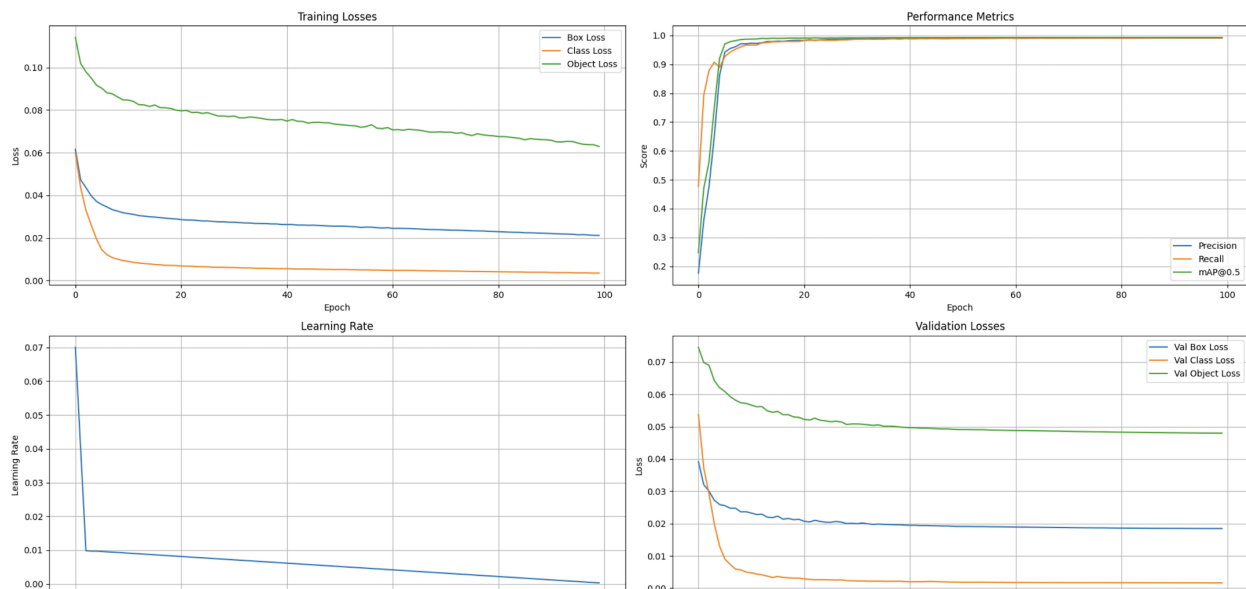 Training Losses
Loss
0.10
0.08
0.06
0.04
0.02
0.00
Box Loss
Class Loss
Object Loss
0
20
40
60
80
100
Epoch
Performance Metrics
Score
1.0
0.9
0.8
0.7
0.6
0.5
0.4
0.3
0.2
Precision
Recall
mAP@0.5
0
20
40
60
80
100
Epoch
Learning Rate
Learning Rate
0.07
0.06
0.05
0.04
0.03
0.02
0.01
0.00
Validation Losses
Loss
0.07
0.06
0.05
0.04
0.03
0.02
0.01
0.00
Val Box Loss
Val Class Loss
Val Object Loss